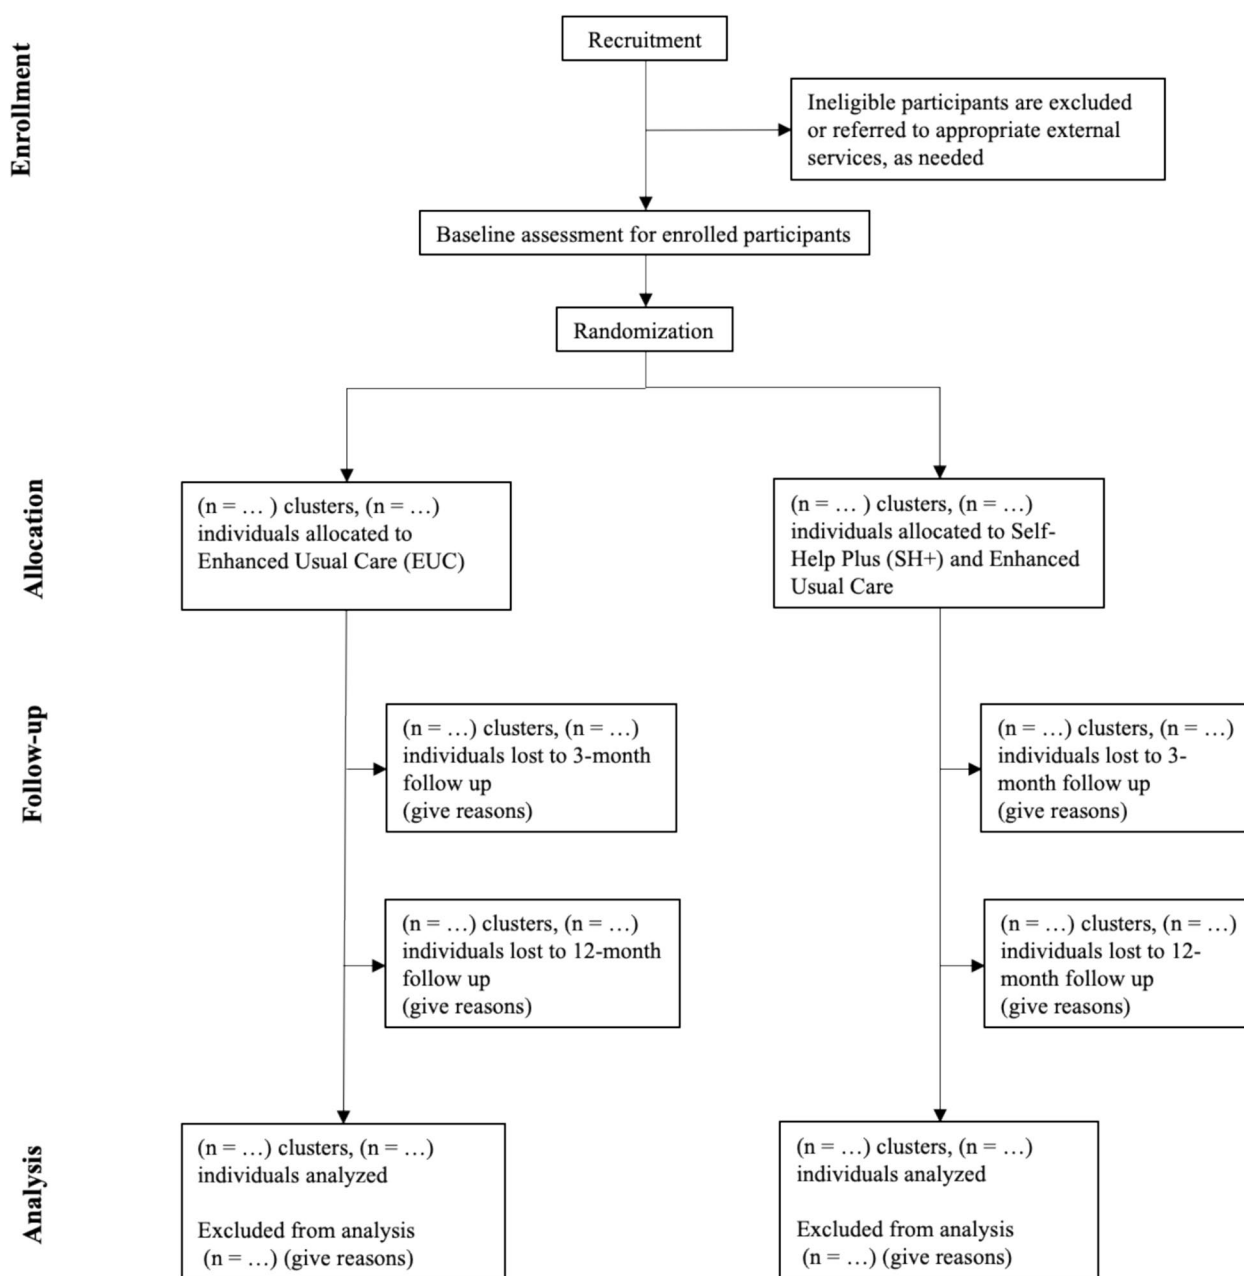 Enrollment
Recruitment
Ineligible participants are excluded
or referred to appropriate external
services, as needed
Baseline assessment for enrolled participants
Randomization
Allocation
(n = … ) clusters, (n = …)
individuals allocated to
Enhanced Usual Care (EUC)
(n = … ) clusters, (n = …)
individuals allocated to Self-
Help Plus (SH+) and Enhanced
Usual Care
Follow-up
(n = …) clusters, (n = …)
individuals lost to 3-month
follow up
(give reasons)
(n = …) clusters, (n = …)
individuals lost to 3-
month follow up
(give reasons)
(n = …) clusters, (n = …)
individuals lost to 12-month
follow up
(give reasons)
(n = …) clusters, (n = …)
individuals lost to 12-
month follow up
(give reasons)
Analysis
(n = …) clusters, (n = …)
individuals analyzed
Excluded from analysis
(n = …) (give reasons)
(n = …) clusters, (n = …)
individuals analyzed
Excluded from analysis
(n = …) (give reasons)